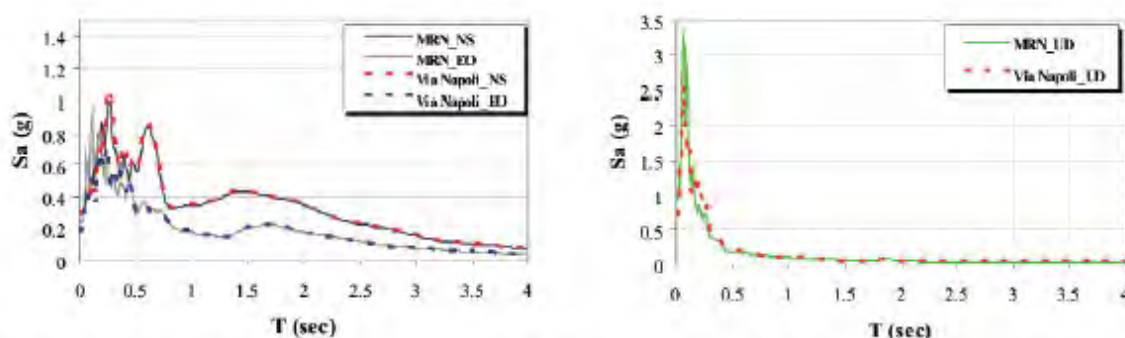 1.4
1.2
1
0.8
0.6
0.4
0.2
0
Sa (g)
0 0.5 1 1.5 2 2.5 3 3.5 4
T (sec)
MRN_NS
MRN_EO
Via Napoli_NS
Via Napoli_EO
3.5
3
2.5
2
1.5
1
0.5
0
Sa (g)
0 0.5 1 1.5 2 2.5 3 3.5 4
T (sec)
MRN_UD
Via Napoli_UD